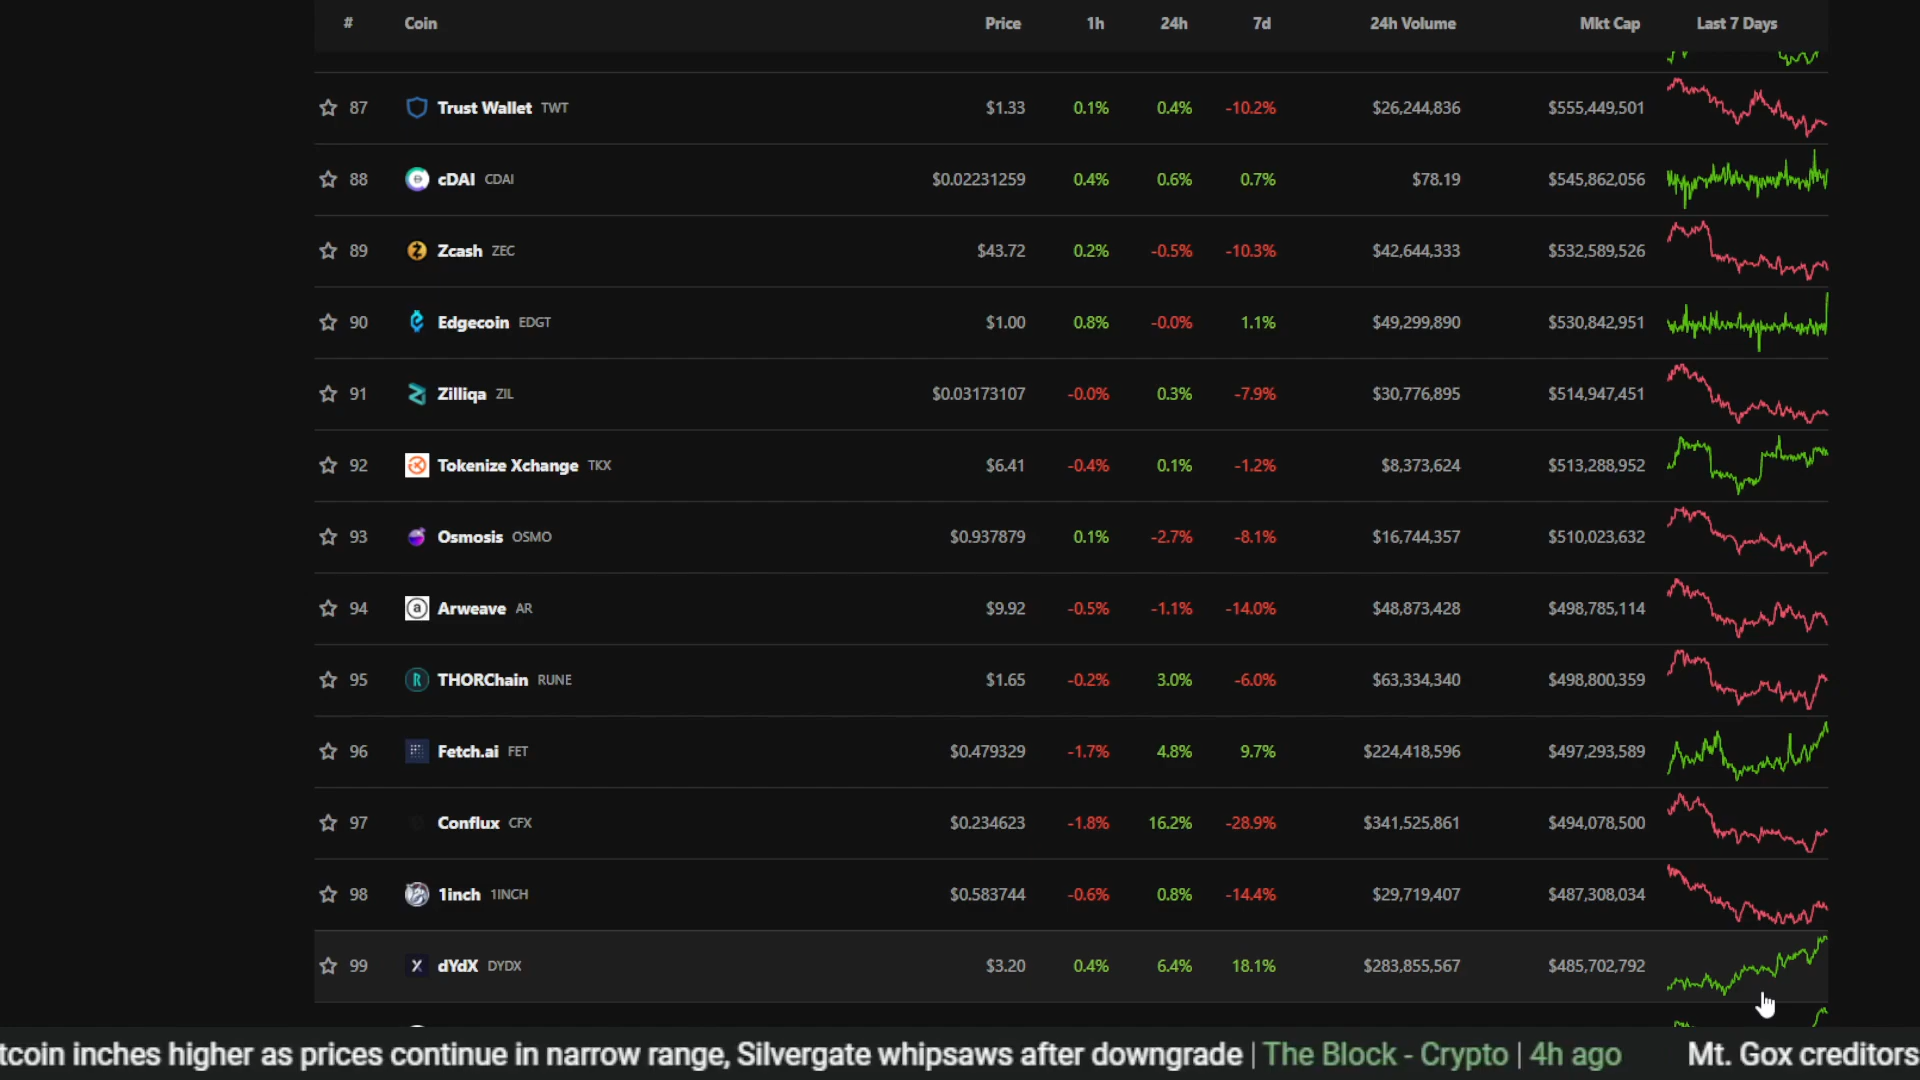 # Coin Price 1h 24h 7d 24h Volume Mkt Cap Last 7 Days
87 Trust Wallet TWT $1.33 0.1% 0.4% -10.2% $26,244,836 $555,449,501
88 cDAI CDAI $0.02231259 0.4% 0.6% 0.7% $78.19 $545,862,056
89 Zcash ZEC $43.72 0.2% -0.5% -10.3% $42,644,333 $532,589,526
90 Edgecoin EDGT $1.00 0.8% -0.0% 1.1% $49,299,890 $530,842,951
91 Zilliqa ZIL $0.03173107 -0.0% 0.3% -7.9% $30,776,895 $514,947,451
92 Tokenize Xchange TKX $6.41 -0.4% 0.1% -1.2% $8,373,624 $513,288,952
93 Osmosis OSMO $0.937879 0.1% -2.7% -8.1% $16,744,357 $510,023,632
94 Arweave AR $9.92 -0.5% -1.1% -14.0% $48,873,428 $498,785,114
95 THORChain RUNE $1.65 -0.2% 3.0% -6.0% $63,334,340 $498,800,359
96 Fetch.ai FET $0.479329 -1.7% 4.8% 9.7% $224,418,596 $497,293,589
97 Conflux CFX $0.234623 -1.8% 16.2% -28.9% $341,525,861 $494,078,500
98 1inch 1INCH $0.583744 -0.6% 0.8% -14.4% $29,719,407 $487,308,034
99 dYdX DYDX $3.20 0.4% 6.4% 18.1% $283,855,567 $485,702,792
tcoin inches higher as prices continue in narrow range, Silvergate whipsaws after downgrade | The Block - Crypto | 4h ago Mt. Gox creditors